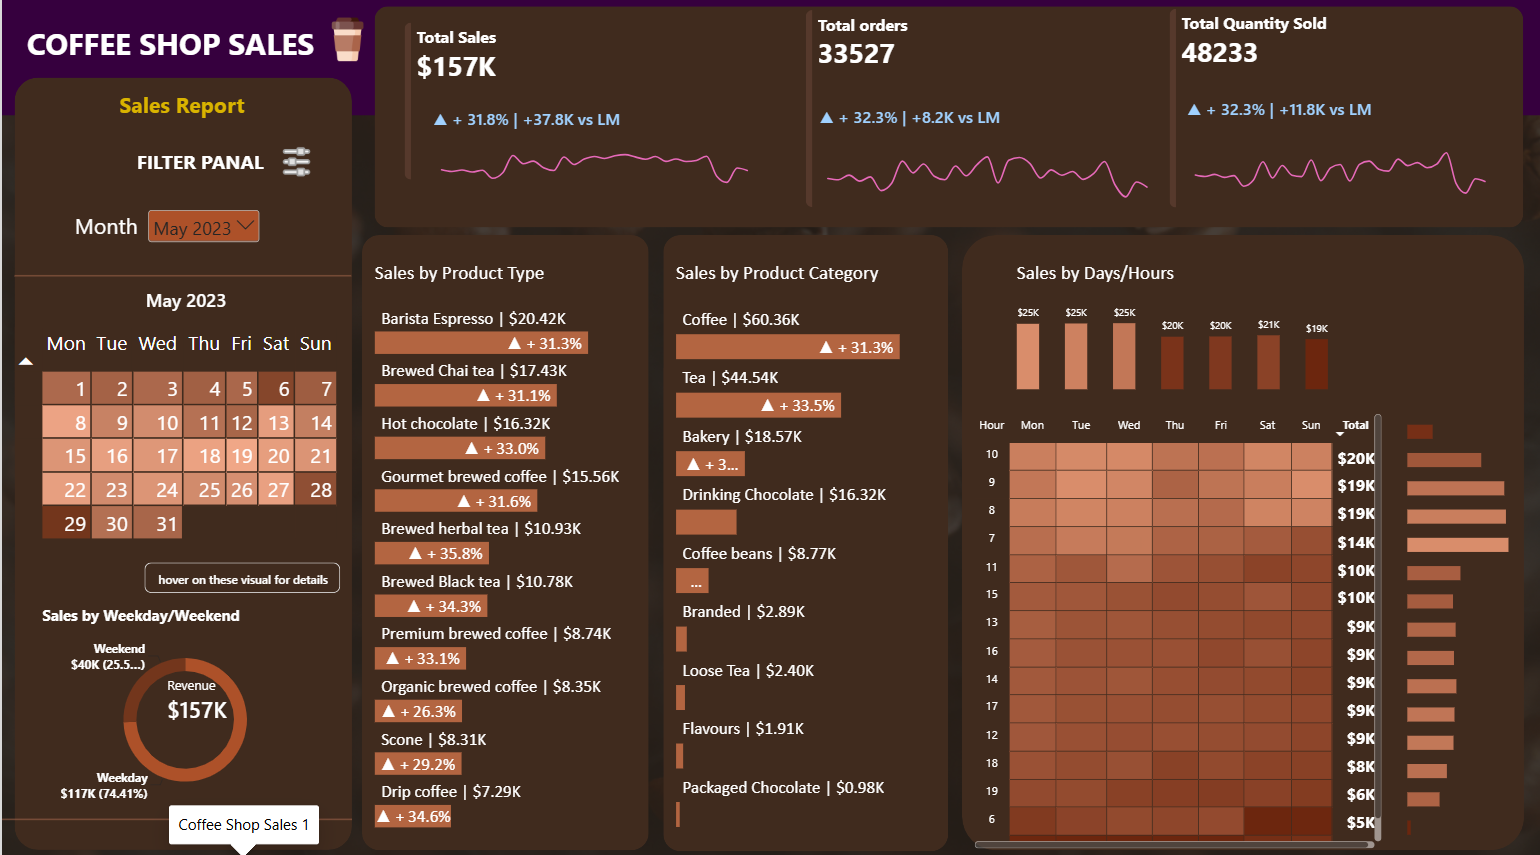 COFFEE SHOP SALES
Sales Report
FILTER PANAL
Month May 2023
May 2023
Mon Tue Wed Thu Fri Sat Sun
1 2 3 4 5 6 7
8 9 10 11 12 13 14
15 16 17 18 19 20 21
22 23 24 25 26 27 28
29 30 31
hover on these visual for details
Sales by Weekday/Weekend
Weekend
$40K (25.5...)
Revenue
$157K
Weekday
$117K (74.41%)
Coffee Shop Sales 1
Total Sales
$157K
▲ + 31.8% | +37.8K vs LM
Total orders
33527
▲ + 32.3% | +8.2K vs LM
Total Quantity Sold
48233
▲ + 32.3% | +11.8K vs LM
Sales by Product Type
Barista Espresso | $20.42K
▲ + 31.3%
Brewed Chai tea | $17.43K
▲ + 31.1%
Hot chocolate | $16.32K
▲ + 33.0%
Gourmet brewed coffee | $15.56K
▲ + 31.6%
Brewed herbal tea | $10.93K
▲ + 35.8%
Brewed Black tea | $10.78K
▲ + 34.3%
Premium brewed coffee | $8.74K
▲ + 33.1%
Organic brewed coffee | $8.35K
▲ + 26.3%
Scone | $8.31K
▲ + 29.2%
Drip coffee | $7.29K
▲ + 34.6%
Sales by Product Category
Coffee | $60.36K
▲ + 31.3%
Tea | $44.54K
▲ + 33.5%
Bakery | $18.57K
▲ + 3...
Drinking Chocolate | $16.32K
Coffee beans | $8.77K
...
Branded | $2.89K
Loose Tea | $2.40K
Flavours | $1.91K
Packaged Chocolate | $0.98K
Sales by Days/Hours
$25K $25K $25K $20K $20K $21K $19K
Hour Mon Tue Wed Thu Fri Sat Sun Total
10 $20K
9 $19K
8 $19K
7 $14K
11 $10K
15 $10K
13 $9K
16 $9K
14 $9K
17 $9K
12 $9K
18 $8K
19 $6K
6 $5K